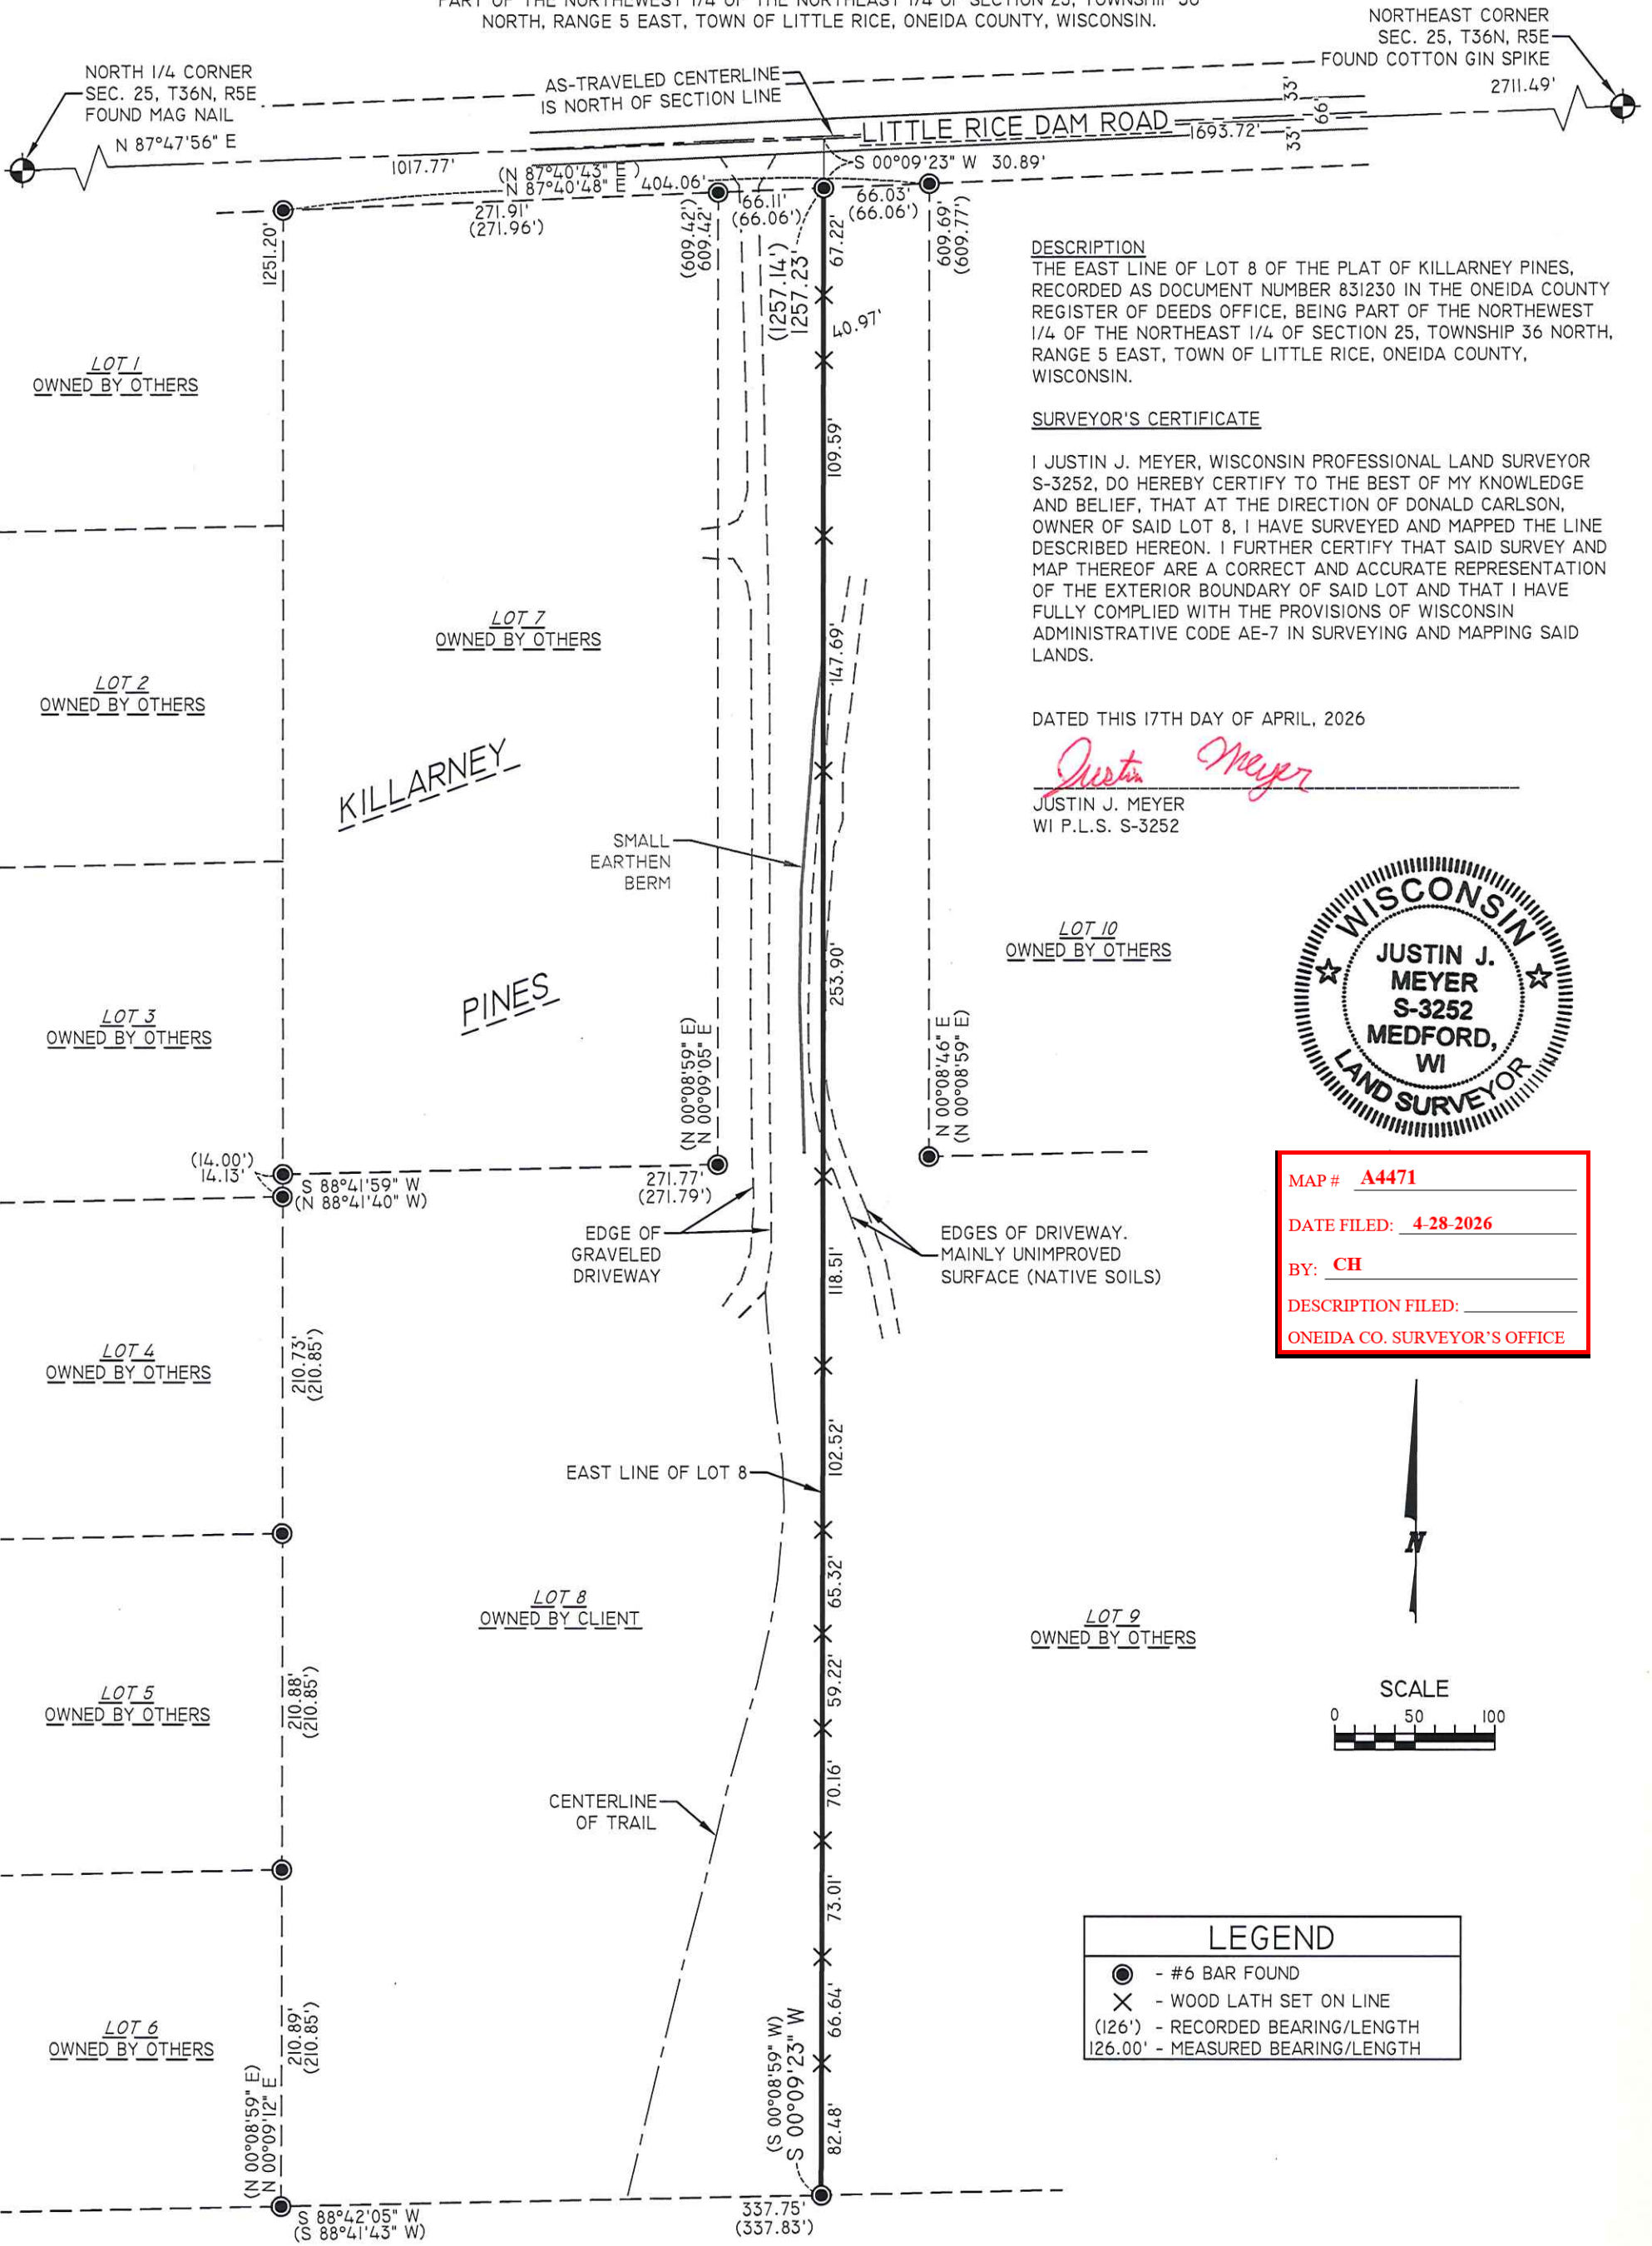 PART OF THE NORTHEWEST 1/4 OF THE NORTHEAST 1/4 OF SECTION 25, TOWNSHIP 36
NORTH, RANGE 5 EAST, TOWN OF LITTLE RICE, ONEIDA COUNTY, WISCONSIN.
NORTHEAST CORNER
SEC. 25, T36N, R5E
FOUND COTTON GIN SPIKE
2711.49'
NORTH 1/4 CORNER
SEC. 25, T36N, R5E
FOUND MAG NAIL
N 87°47'56" E
AS-TRAVELED CENTERLINE
IS NORTH OF SECTION LINE
LITTLE RICE DAM ROAD
1693.72'
33'
66'
33'
1017.77'
S 00°09'23" W 30.89'
(N 87°40'43" E )
N 87°40'48" E 404.06'
271.91'
(271.96')
66.11'
(66.06')
66.03'
(66.06')
1251.20'
(609.42')
609.42'
(1257.14')
1257.23'
67.22'
609.69'
(609.77')
40.97'
109.59'
147.69'
253.90'
118.51'
102.52'
65.32'
59.22'
70.16'
73.01'
66.64'
82.48'
DESCRIPTION
THE EAST LINE OF LOT 8 OF THE PLAT OF KILLARNEY PINES,
RECORDED AS DOCUMENT NUMBER 831230 IN THE ONEIDA COUNTY
REGISTER OF DEEDS OFFICE, BEING PART OF THE NORTHWEST
1/4 OF THE NORTHEAST 1/4 OF SECTION 25, TOWNSHIP 36 NORTH,
RANGE 5 EAST, TOWN OF LITTLE RICE, ONEIDA COUNTY,
WISCONSIN.
SURVEYOR'S CERTIFICATE
I JUSTIN J. MEYER, WISCONSIN PROFESSIONAL LAND SURVEYOR
S-3252, DO HEREBY CERTIFY TO THE BEST OF MY KNOWLEDGE
AND BELIEF, THAT AT THE DIRECTION OF DONALD CARLSON,
OWNER OF SAID LOT 8, I HAVE SURVEYED AND MAPPED THE LINE
DESCRIBED HEREON. I FURTHER CERTIFY THAT SAID SURVEY AND
MAP THEREOF ARE A CORRECT AND ACCURATE REPRESENTATION
OF THE EXTERIOR BOUNDARY OF SAID LOT AND THAT I HAVE
FULLY COMPLIED WITH THE PROVISIONS OF WISCONSIN
ADMINISTRATIVE CODE AE-7 IN SURVEYING AND MAPPING SAID
LANDS.
DATED THIS 17TH DAY OF APRIL, 2026
Justin Meyer
JUSTIN J. MEYER
WI P.L.S. S-3252
WISCONSIN
JUSTIN J.
MEYER
S-3252
MEDFORD,
WI
LAND SURVEYOR
MAP # A4471
DATE FILED: 4-28-2026
BY: CH
DESCRIPTION FILED:
ONEIDA CO. SURVEYOR'S OFFICE
LOT 1
OWNED BY OTHERS
LOT 7
OWNED BY OTHERS
LOT 2
OWNED BY OTHERS
KILLARNEY
PINES
SMALL
EARTHEN
BERM
LOT 10
OWNED BY OTHERS
LOT 3
OWNED BY OTHERS
(N 00°08'59" E)
N 00°09'05" E
N 00°08'46" E
(N 00°08'59" E)
(14.00')
14.13'
S 88°41'59" W
(N 88°41'40" W)
271.77'
(271.79')
EDGE OF
GRAVELED
DRIVEWAY
EDGES OF DRIVEWAY.
MAINLY UNIMPROVED
SURFACE (NATIVE SOILS)
LOT 4
OWNED BY OTHERS
210.73'
(210.85')
EAST LINE OF LOT 8
N
LOT 8
OWNED BY CLIENT
LOT 9
OWNED BY OTHERS
LOT 5
OWNED BY OTHERS
210.88'
(210.85')
SCALE
0 50 100
CENTERLINE
OF TRAIL
LOT 6
OWNED BY OTHERS
210.89'
(210.85')
(N 00°08'59" E)
N 00°09'12" E
(S 00°08'59" W)
S 00°09'23" W
LEGEND
- #6 BAR FOUND
- WOOD LATH SET ON LINE
(126') - RECORDED BEARING/LENGTH
126.00' - MEASURED BEARING/LENGTH
S 88°42'05" W
(S 88°41'43" W)
337.75'
(337.83')